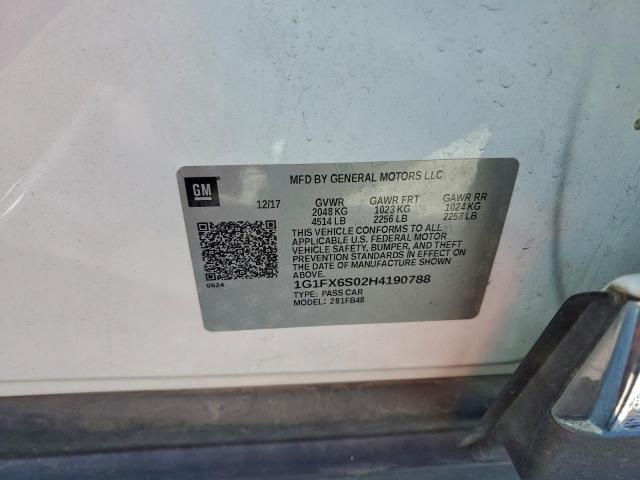 GM
MFD BY GENERAL MOTORS LLC
12/17
GVWR GAWR FRT GAWR RR
2048 KG 1023 KG 1024 KG
4514 LB 2256 LB 2258 LB
THIS VEHICLE CONFORMS TO ALL
APPLICABLE U.S. FEDERAL MOTOR
VEHICLE SAFETY, BUMPER, AND THEFT
PREVENTION STANDARDS IN EFFECT ON
THE DATE OF MANUFACTURE SHOWN
ABOVE.
8624
1G1FX6S02H4190788
TYPE: PASS CAR
MODEL: 281FB48